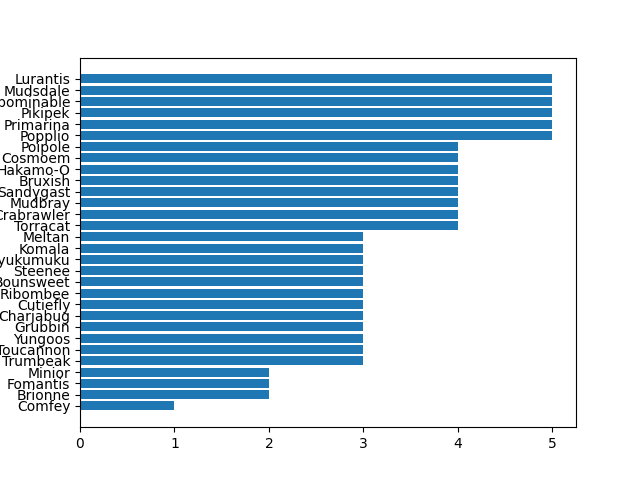 Lurantis
Mudsdale
bominable
Pikipek
Primarina
Popplio
Poipole
Cosmoem
Hakamo-O
Bruxish
Sandygast
Mudbray
Crabrawler
Torracat
Meltan
Komala
yukumuku
Steenee
Bounsweet
Ribombee
Cutiefly
Charjabug
Grubbin
Yungoos
Toucannon
Trumbeak
Minior
Fomantis
Brionne
Comfey
0 1 2 3 4 5